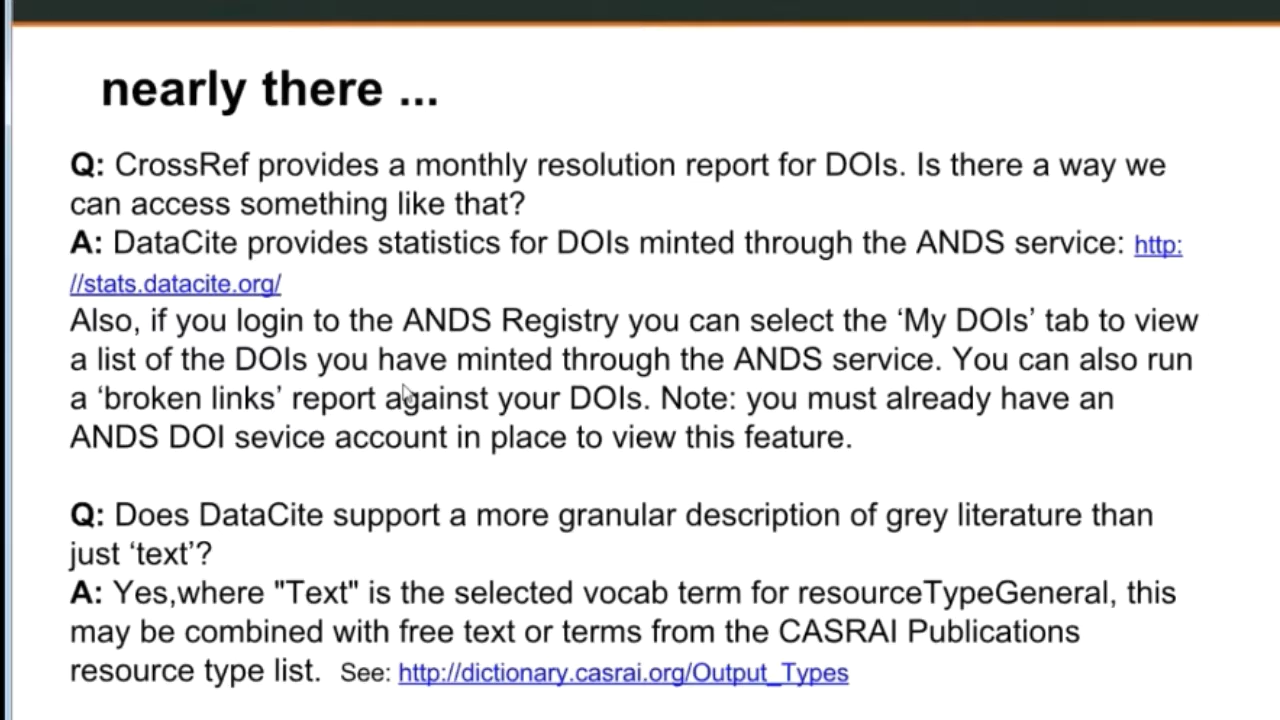 nearly there ...
Q: CrossRef provides a monthly resolution report for DOIs. Is there a way we
can access something like that?
A: DataCite provides statistics for DOIs minted through the ANDS service: http:
//stats.datacite.org/
Also, if you login to the ANDS Registry you can select the ‘My DOIs’ tab to view
a list of the DOIs you have minted through the ANDS service. You can also run
a ‘broken links’ report against your DOIs. Note: you must already have an
ANDS DOI sevice account in place to view this feature.
Q: Does DataCite support a more granular description of grey literature than
just ‘text’?
A: Yes,where "Text" is the selected vocab term for resourceTypeGeneral, this
may be combined with free text or terms from the CASRAI Publications
resource type list. See: http://dictionary.casrai.org/Output_Types